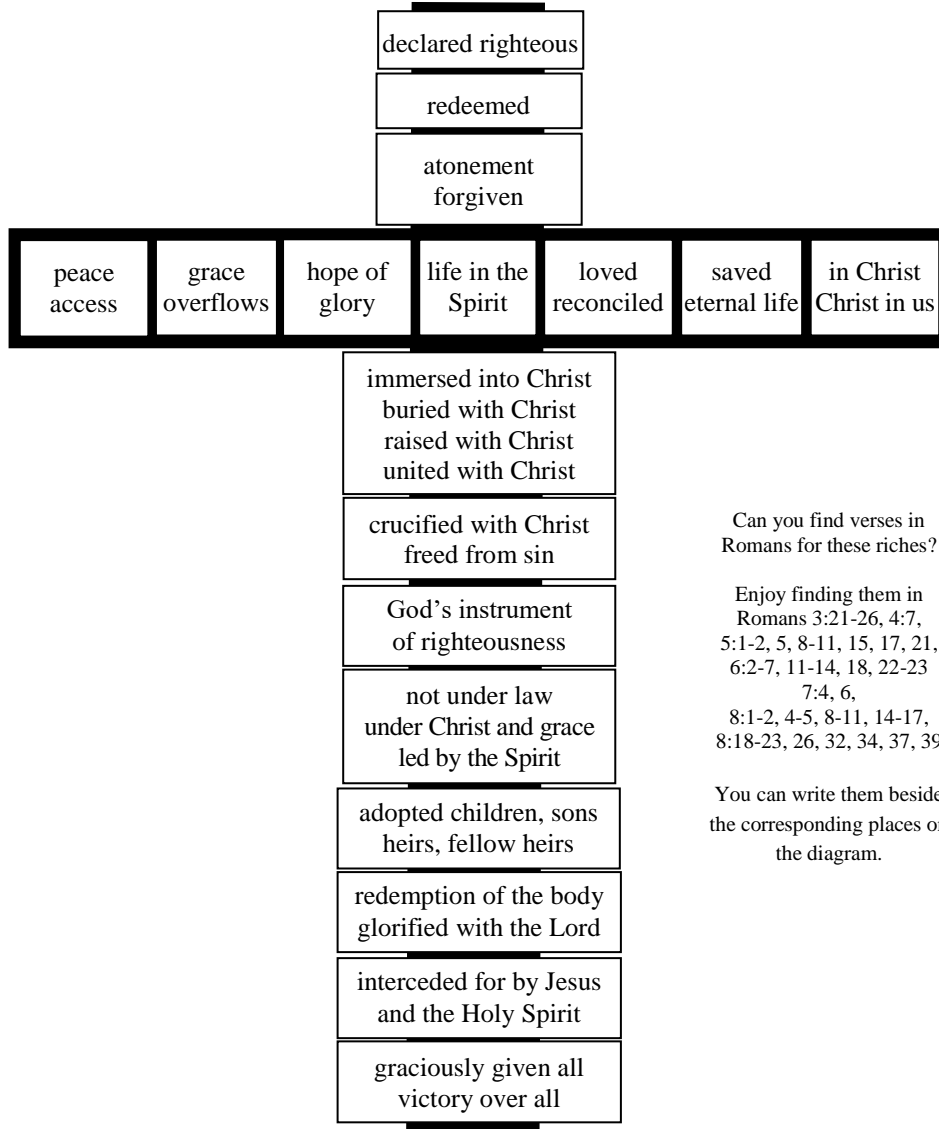 declared righteous
redeemed
atonement
forgiven
peace
access
grace
overflows
hope of
glory
life in the
Spirit
loved
reconciled
saved
eternal life
in Christ
Christ in us
immersed into Christ
buried with Christ
raised with Christ
united with Christ
crucified with Christ
freed from sin
God's instrument
of righteousness
not under law
under Christ and grace
led by the Spirit
adopted children, sons
heirs, fellow heirs
redemption of the body
glorified with the Lord
interceded for by Jesus
and the Holy Spirit
graciously given all
victory over all
Can you find verses in
Romans for these riches?
Enjoy finding them in
Romans 3:21-26, 4:7,
5:1-2, 5, 8-11, 15, 17, 21,
6:2-7, 11-14, 18, 22-23
7:4, 6,
8:1-2, 4-5, 8-11, 14-17,
8:18-23, 26, 32, 34, 37, 39
You can write them beside
the corresponding places
the diagram.